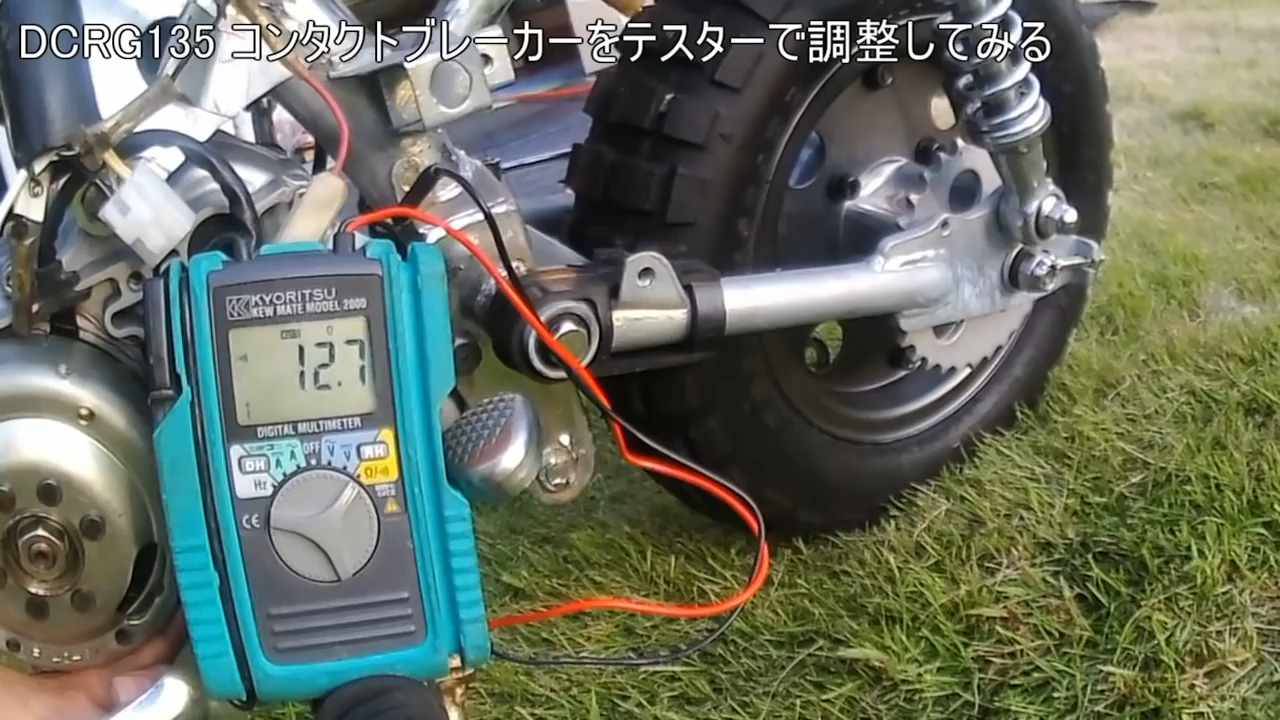 DCRG135 コンタクトブレーカーをテスターで調整してみる
KYORITSU
KEW MATE MODEL 2000
12.7
DIGITAL MULTIMETER
OFF
A A V V
Hz
Ω
CE